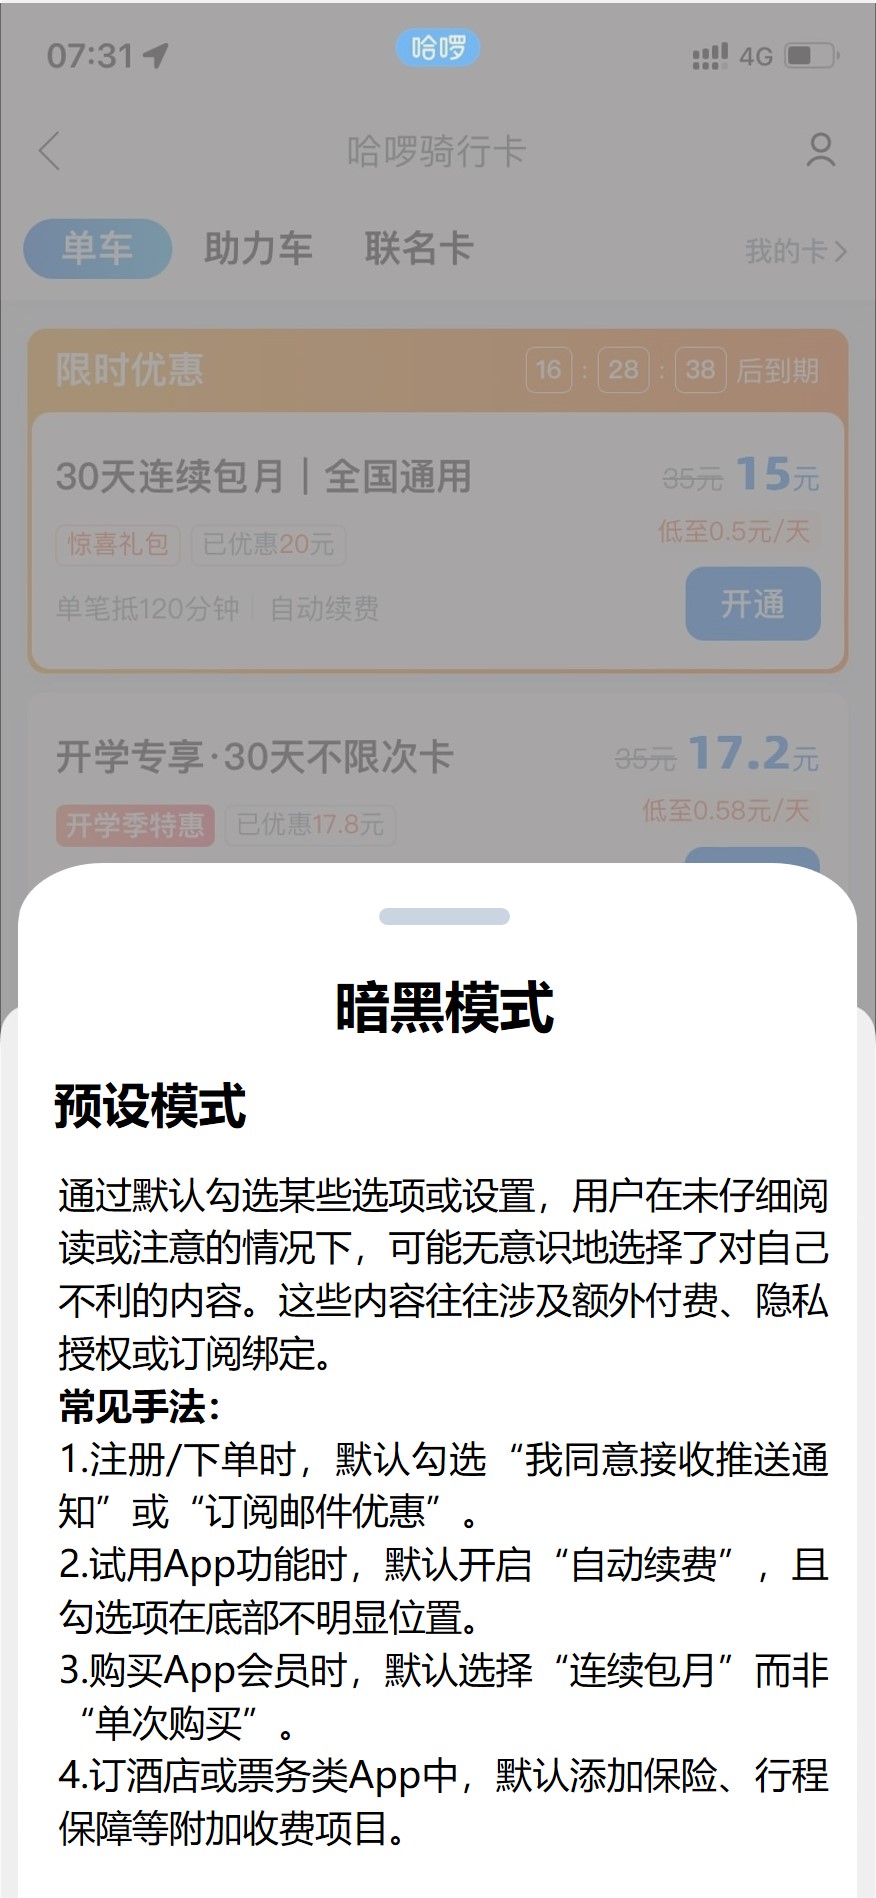 07:31 哈啰 4G
哈啰骑行卡
单车 助力车 联名卡 我的卡
限时优惠 16 : 28 : 38 后到期
30天连续包月｜全国通用 35元 15元
惊喜礼包 已优惠20元 低至0.5元/天
单笔抵120分钟 自动续费 开通
开学专享·30天不限次卡 35元 17.2元
开学季特惠 已优惠17.8元 低至0.58元/天
暗黑模式
预设模式
通过默认勾选某些选项或设置，用户在未仔细阅
读或注意的情况下，可能无意识地选择了对自己
不利的内容。这些内容往往涉及额外付费、隐私
授权或订阅绑定。
常见手法：
1.注册/下单时，默认勾选“我同意接收推送通
知”或“订阅邮件优惠”。
2.试用App功能时，默认开启“自动续费”，且
勾选项在底部不明显位置。
3.购买App会员时，默认选择“连续包月”而非
“单次购买”。
4.订酒店或票务类App中，默认添加保险、行程
保障等附加收费项目。